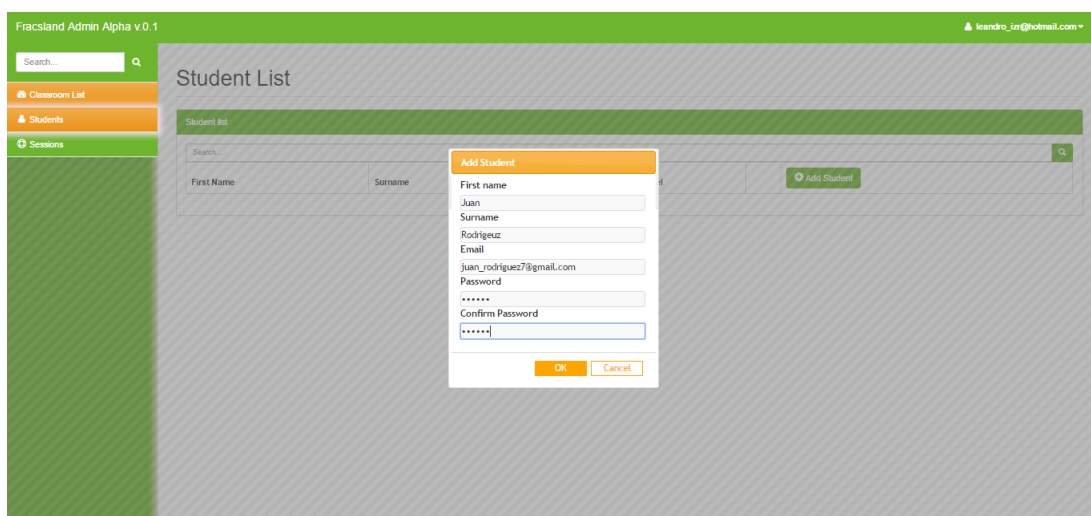 Fracsland Admin Alpha v.0.1
leandro_izr@hotmail.com
Search...
Classroom List
Students
Sessions
Student List
Student list
Search...
First Name Surname Add Student
Add Student
First name
Juan
Surname
Rodrigeuz
Email
juan_rodriguez7@gmail.com
Password
••••••
Confirm Password
••••••
OK Cancel